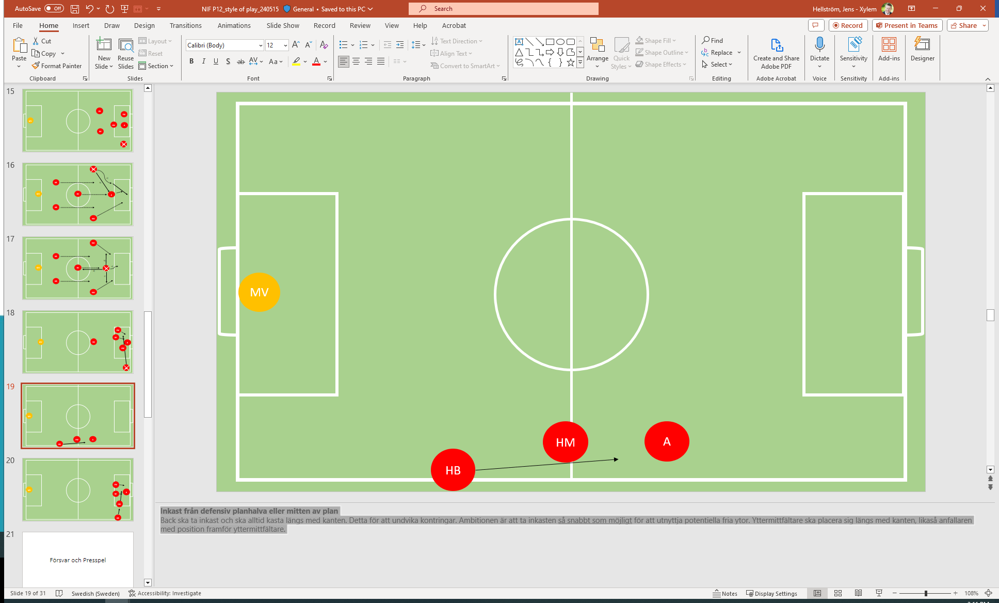 AutoSave Off NIF P12_style of play_240515 General • Saved to this PC Search Hellström, Jens - Xylem
File Home Insert Draw Design Transitions Animations Slide Show Record Review View Help Acrobat Record Present in Teams Share
Paste
Cut
Copy
Format Painter
Clipboard
New Slide
Reuse Slides
Layout
Reset
Section
Slides
Calibri (Body) 12
B I U S ab AV Aa A
Font
Text Direction
Align Text
Convert to SmartArt
Paragraph
Arrange
Quick Styles
Shape Fill
Shape Outline
Shape Effects
Drawing
Find
Replace
Select
Editing
Create and Share Adobe PDF
Adobe Acrobat
Dictate
Voice
Sensitivity
Sensitivity
Add-ins
Add-ins
Designer
15
16
17
18
19
20
21
Försvar och Presspel
MV
HM
A
HB
Inkast från defensiv planhalva eller mitten av plan
Back ska ta inkast och ska alltid kasta längs med kanten. Detta för att undvika kontringar. Ambitionen är att ta inkasten så snabbt som möjligt för att utnyttja potentiella fria ytor. Yttermittfältare ska placera sig längs med kanten, likaså anfallaren
med position framför yttermittfältare.
Slide 19 of 31 Swedish (Sweden) Accessibility: Investigate Notes Display Settings 108%